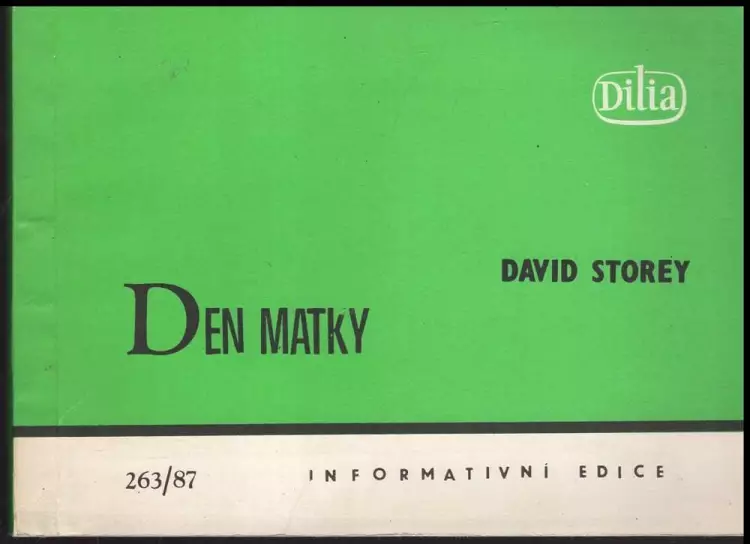 Dilia
DAVID STOREY
DEN MATKY
263/87 INFORMATIVNÍ EDICE